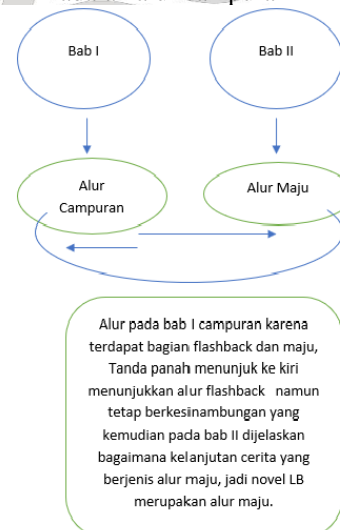 Bab I
Bab II
Alur
Campuran
Alur Maju
Alur pada bab I campuran karena
terdapat bagian flashback dan maju,
Tanda panah menunjuk ke kiri
menunjukkan alur flashback namun
tetap berkesinambungan yang
kemudian pada bab II dijelaskan
bagaimana kelanjutan cerita yang
berjenis alur maju, jadi novel LB
merupakan alur maju.